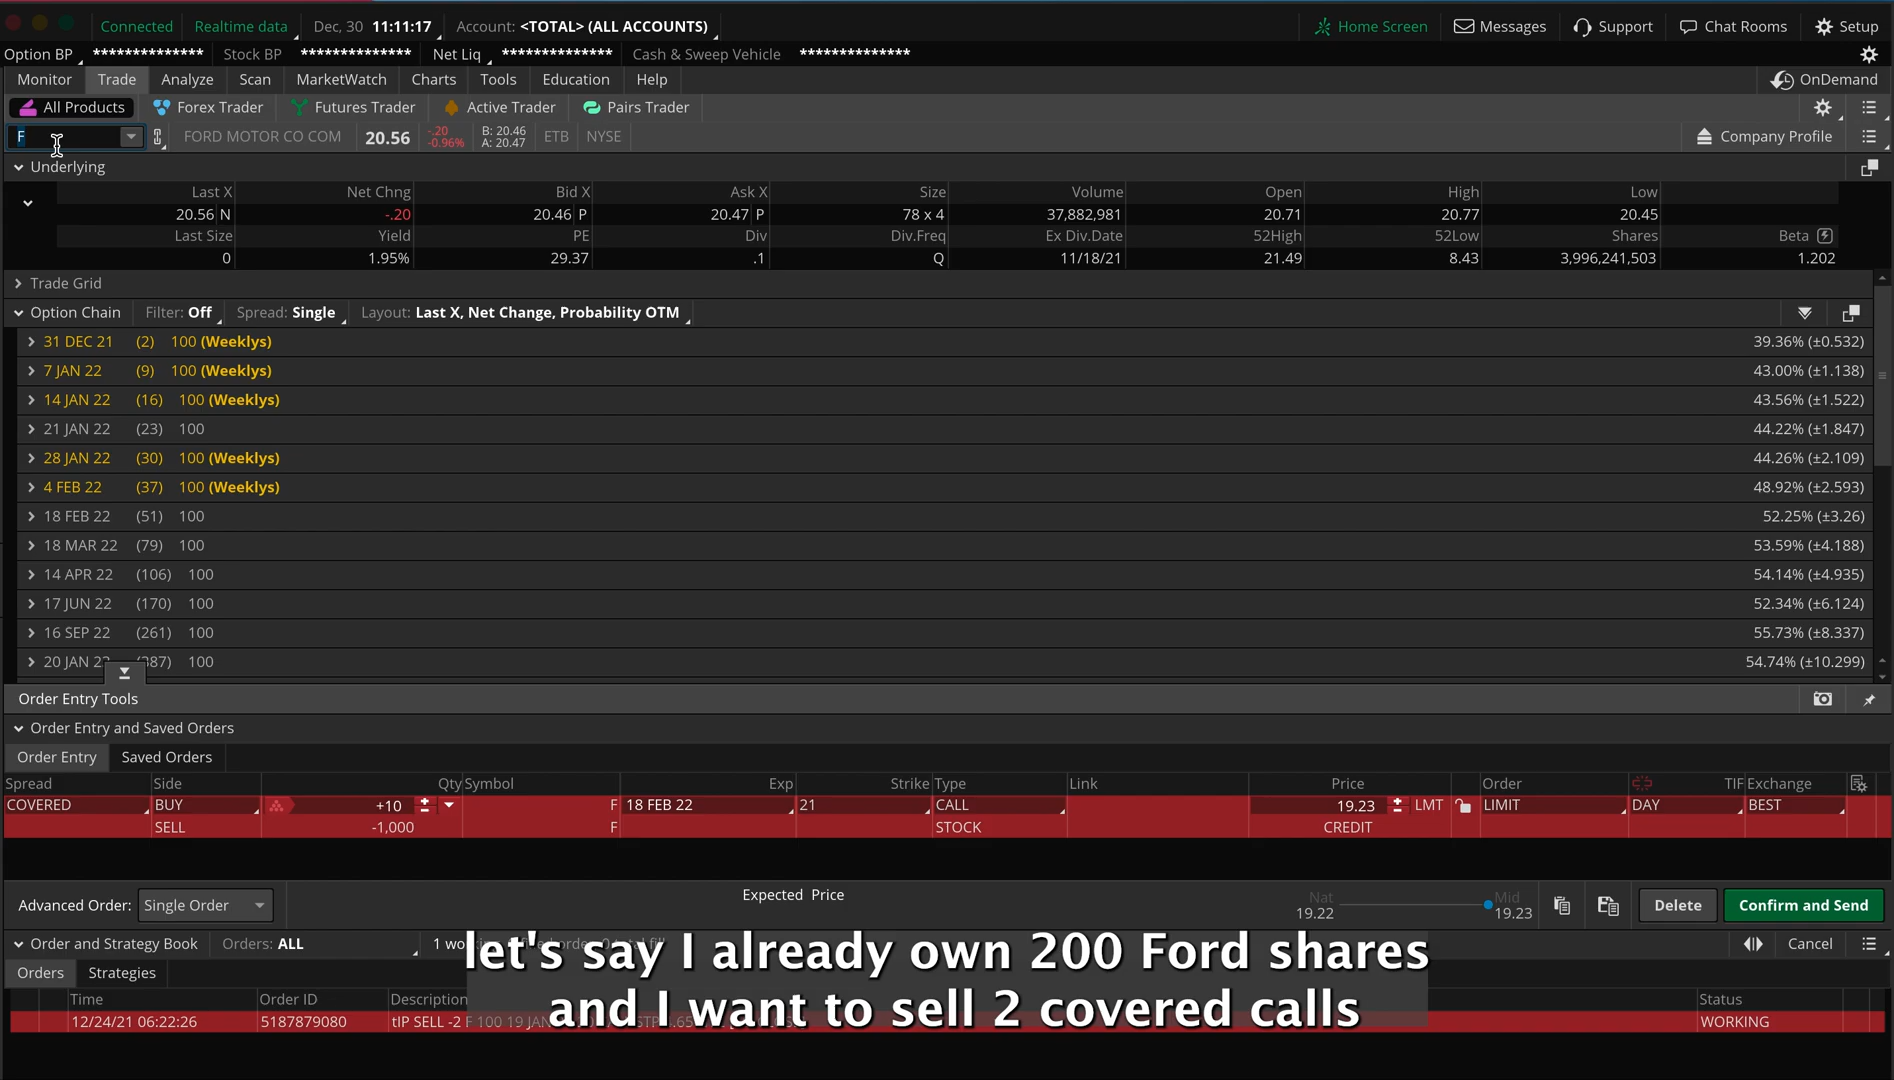 Connected Realtime data Dec, 30 11:11:17 Account: <TOTAL> (ALL ACCOUNTS) Home Screen Messages Support Chat Rooms Setup
Option BP ************** Stock BP ************** Net Liq ************** Cash & Sweep Vehicle **************
Monitor Trade Analyze Scan MarketWatch Charts Tools Education Help OnDemand
All Products Forex Trader Futures Trader Active Trader Pairs Trader
F FORD MOTOR CO COM 20.56 -.20 -0.96% B: 20.46 A: 20.47 ETB NYSE Company Profile
Underlying
Last X Net Chng Bid X Ask X Size Volume Open High Low
20.56 N -.20 20.46 P 20.47 P 78 x 4 37,882,981 20.71 20.77 20.45
Last Size Yield PE Div Div.Freq Ex Div.Date 52High 52Low Shares Beta
0 1.95% 29.37 .1 Q 11/18/21 21.49 8.43 3,996,241,503 1.202
Trade Grid
Option Chain Filter: Off Spread: Single Layout: Last X, Net Change, Probability OTM
31 DEC 21 (2) 100 (Weeklys) 39.36% (±0.532)
7 JAN 22 (9) 100 (Weeklys) 43.00% (±1.138)
14 JAN 22 (16) 100 (Weeklys) 43.56% (±1.522)
21 JAN 22 (23) 100 44.22% (±1.847)
28 JAN 22 (30) 100 (Weeklys) 44.26% (±2.109)
4 FEB 22 (37) 100 (Weeklys) 48.92% (±2.593)
18 FEB 22 (51) 100 52.25% (±3.26)
18 MAR 22 (79) 100 53.59% (±4.188)
14 APR 22 (106) 100 54.14% (±4.935)
17 JUN 22 (170) 100 52.34% (±6.124)
16 SEP 22 (261) 100 55.73% (±8.337)
20 JAN 100 54.74% (±10.299)
Order Entry Tools
Order Entry and Saved Orders
Order Entry Saved Orders
Spread Side Qty Symbol Exp Strike Type Link Price Order TIF Exchange
COVERED BUY +10 F 18 FEB 22 21 CALL 19.23 LMT LIMIT DAY BEST
SELL -1,000 F STOCK CREDIT
Expected Price
Advanced Order: Single Order Nat 19.22 Mid 19.23 Delete Confirm and Send
Order and Strategy Book Orders: ALL Cancel
let's say I already own 200 Ford shares
Orders Strategies
Time Order ID Description Status
and I want to sell 2 covered calls
12/24/21 06:22:26 5187879080 tIP SELL -2 F 100 19 WORKING